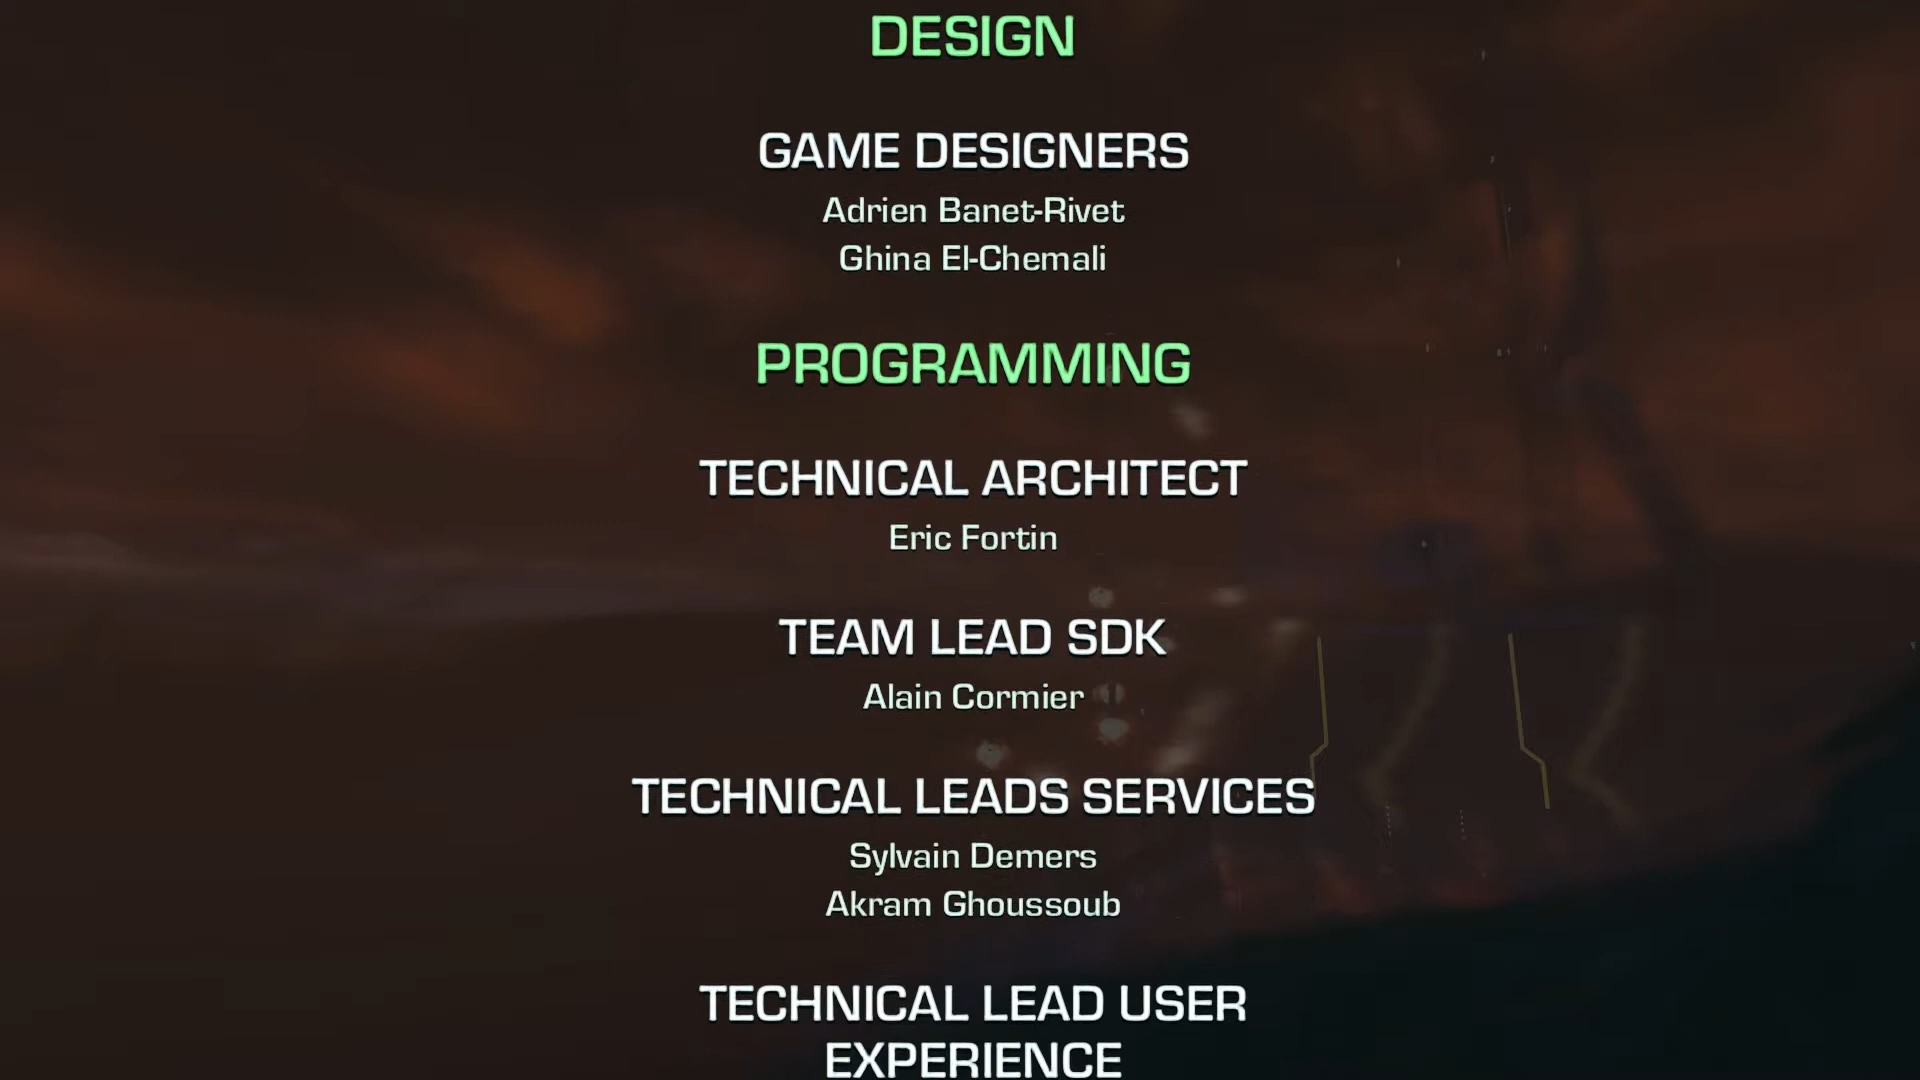 DESIGN
GAME DESIGNERS
Adrien Banet-Rivet
Ghina El-Chemali
PROGRAMMING
TECHNICAL ARCHITECT
Eric Fortin
TEAM LEAD SDK
Alain Cormier
TECHNICAL LEADS SERVICES
Sylvain Demers
Akram Ghoussoub
TECHNICAL LEAD USER
EXPERIENCE